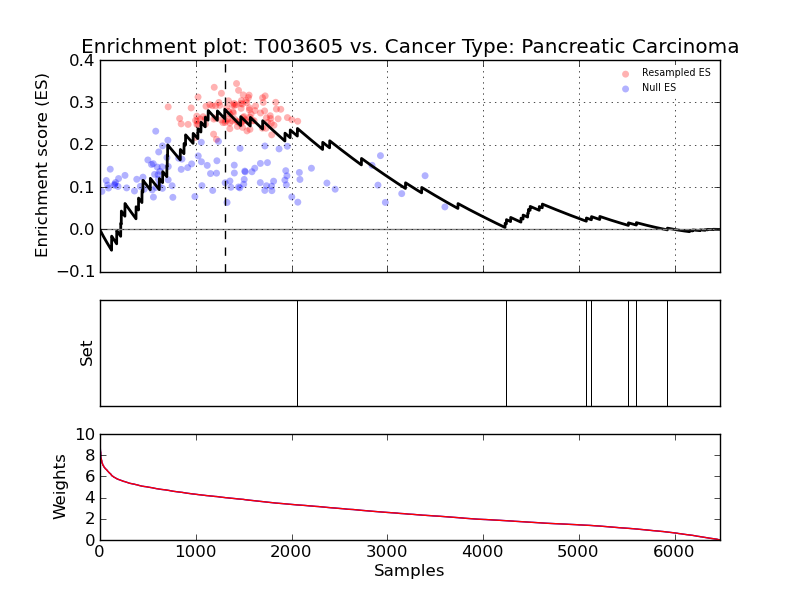 Enrichment plot: T003605 vs. Cancer Type: Pancreatic Carcinoma
Enrichment score (ES)
0.4
0.3
0.2
0.1
0.0
−0.1
Resampled ES
Null ES
Set
Weights
10
8
6
4
2
0
0 1000 2000 3000 4000 5000 6000
Samples